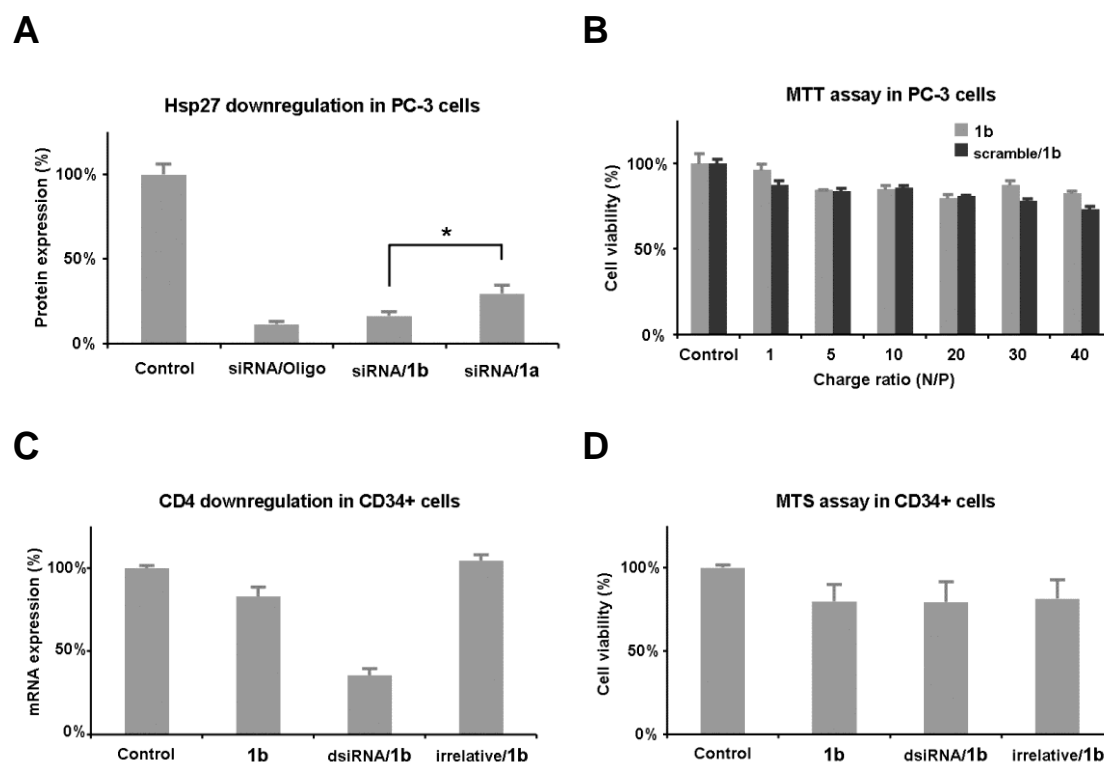 A
Hsp27 downregulation in PC-3 cells
Protein expression (%)
100%
50%
0%
*
Control siRNA/Oligo siRNA/1b siRNA/1a
B
MTT assay in PC-3 cells
1b
scramble/1b
Cell viability (%)
100%
50%
0%
Control 1 5 10 20 30 40
Charge ratio (N/P)
C
CD4 downregulation in CD34+ cells
mRNA expression (%)
100%
50%
0%
Control 1b dsiRNA/1b irrelative/1b
D
MTS assay in CD34+ cells
Cell viability (%)
100%
50%
0%
Control 1b dsiRNA/1b irrelative/1b